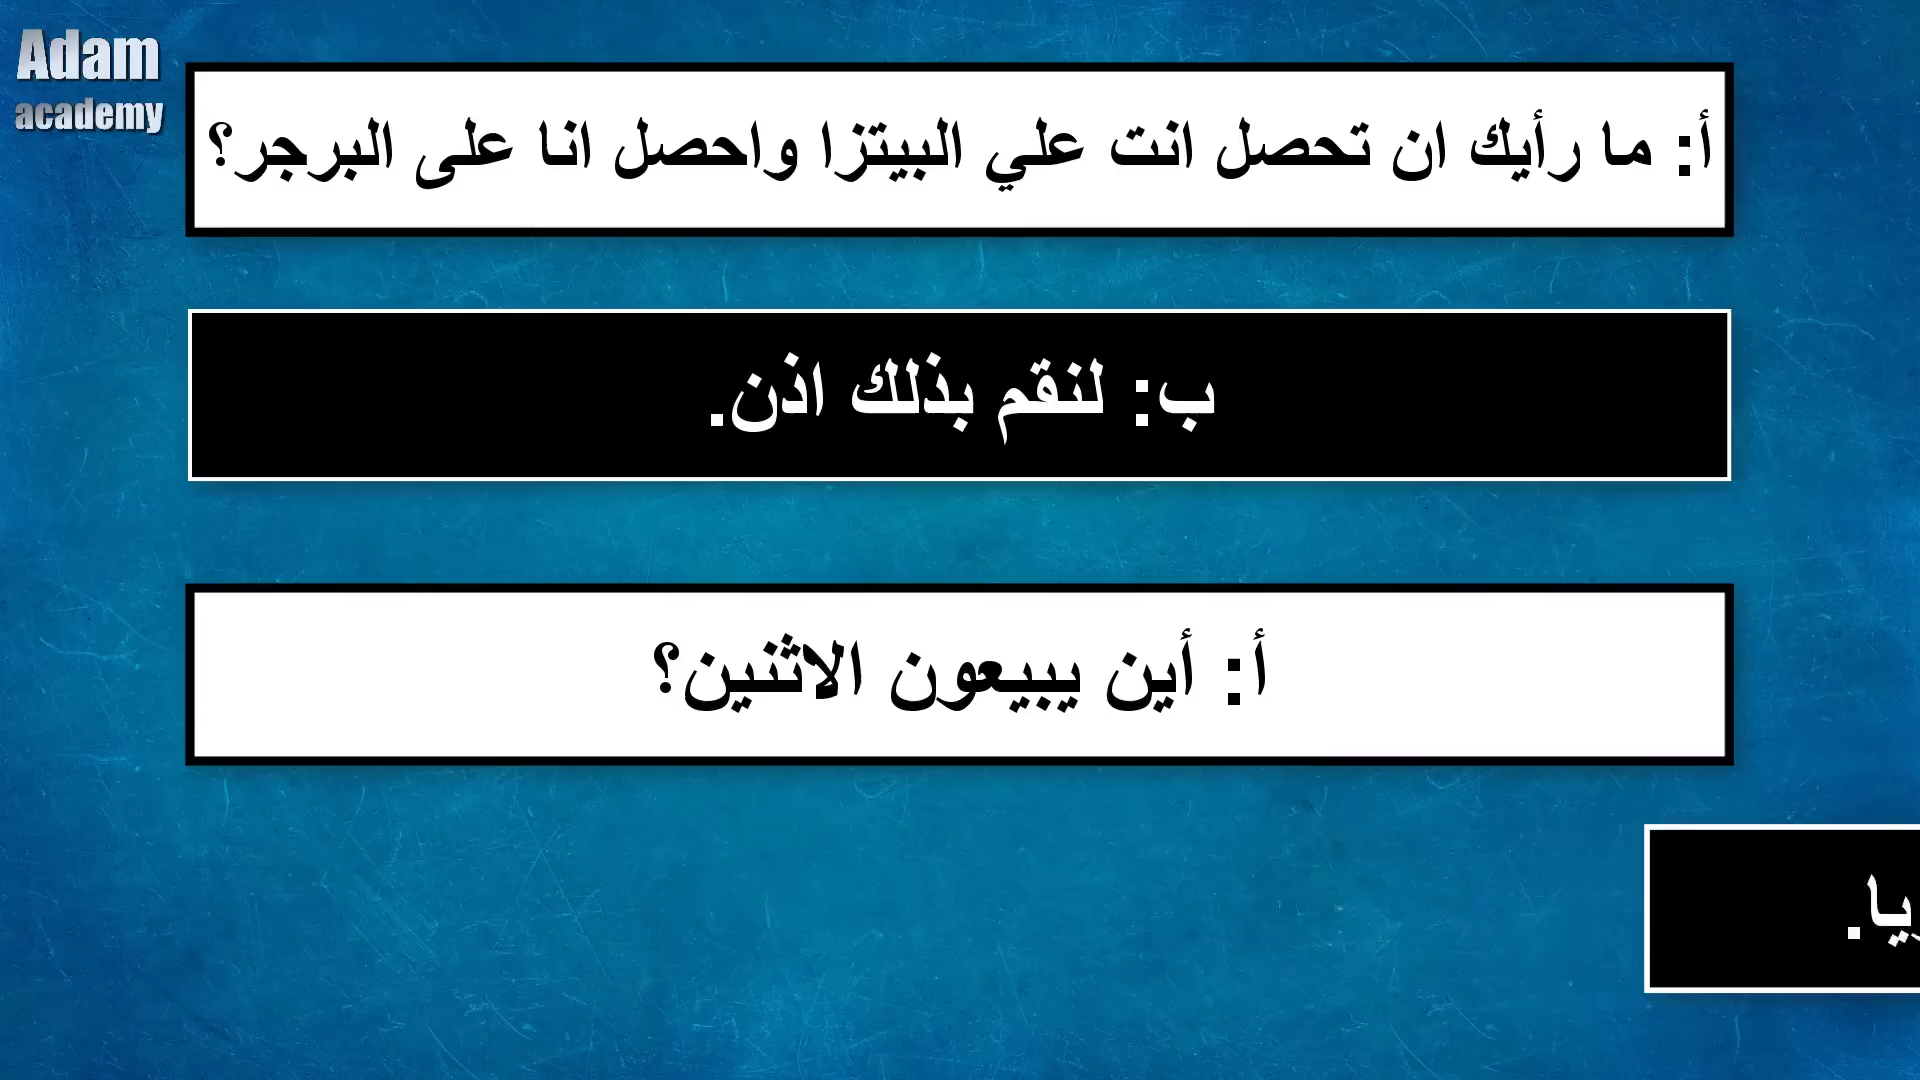 Adam
academy
أ: ما رأيك ان تحصل انت علي البيتزا واحصل انا على البرجر؟
ب: لنقم بذلك اذن.
أ: أين يبيعون الاثنين؟